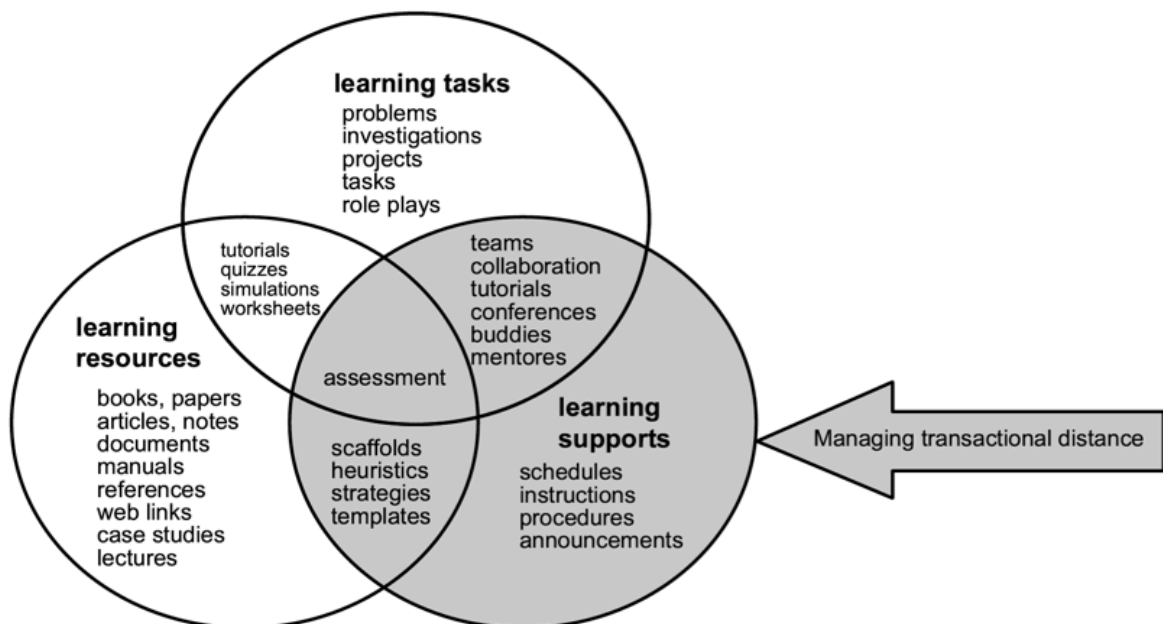 learning tasks
problems
investigations
projects
tasks
role plays
tutorials
quizzes
simulations
worksheets
teams
collaboration
tutorials
conferences
buddies
mentores
learning
resources
books, papers
articles, notes
documents
manuals
references
web links
case studies
lectures
assessment
scaffolds
heuristics
strategies
templates
learning
supports
schedules
instructions
procedures
announcements
Managing transactional distance